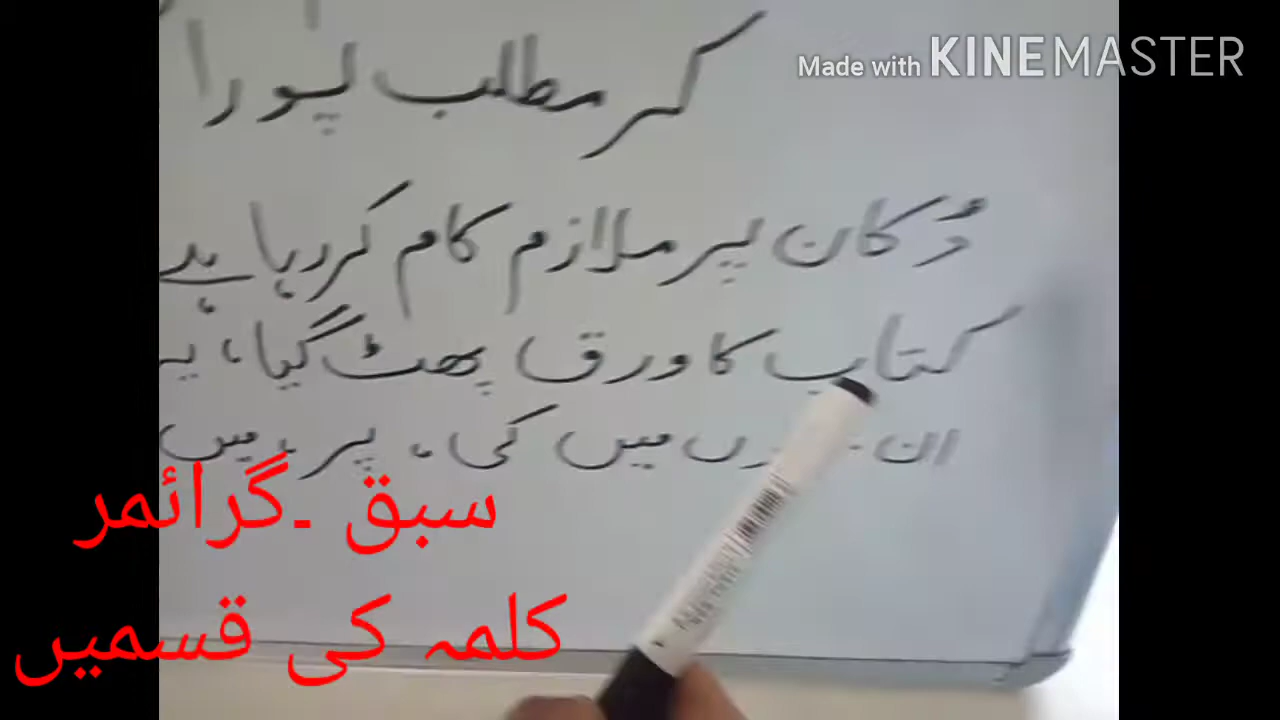 Made with KINEMASTER
کر مطلب پورا
دُکان پر ملازم کام کر رہا ہے
کتاب کا ورق پھٹ گیا، یہ
ان میں کی، پر، میں
سبق ۔گرائمر
کلمہ کی قسمیں